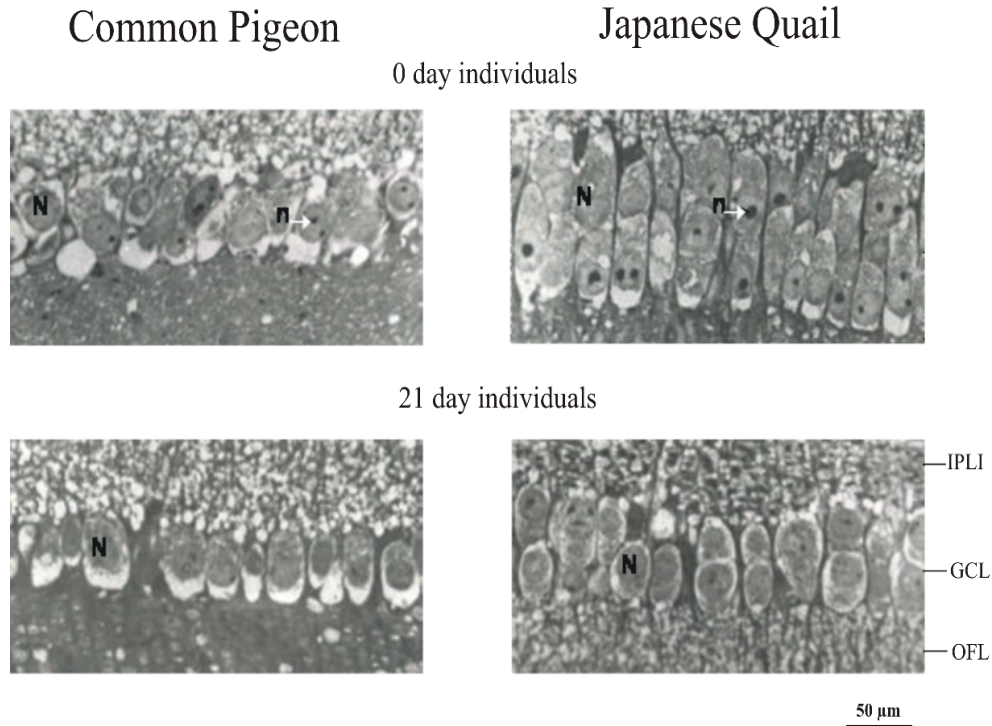 Common Pigeon
Japanese Quail
0 day individuals
N
n
N
n
21 day individuals
N
N
IPLI
GCL
OFL
50 µm